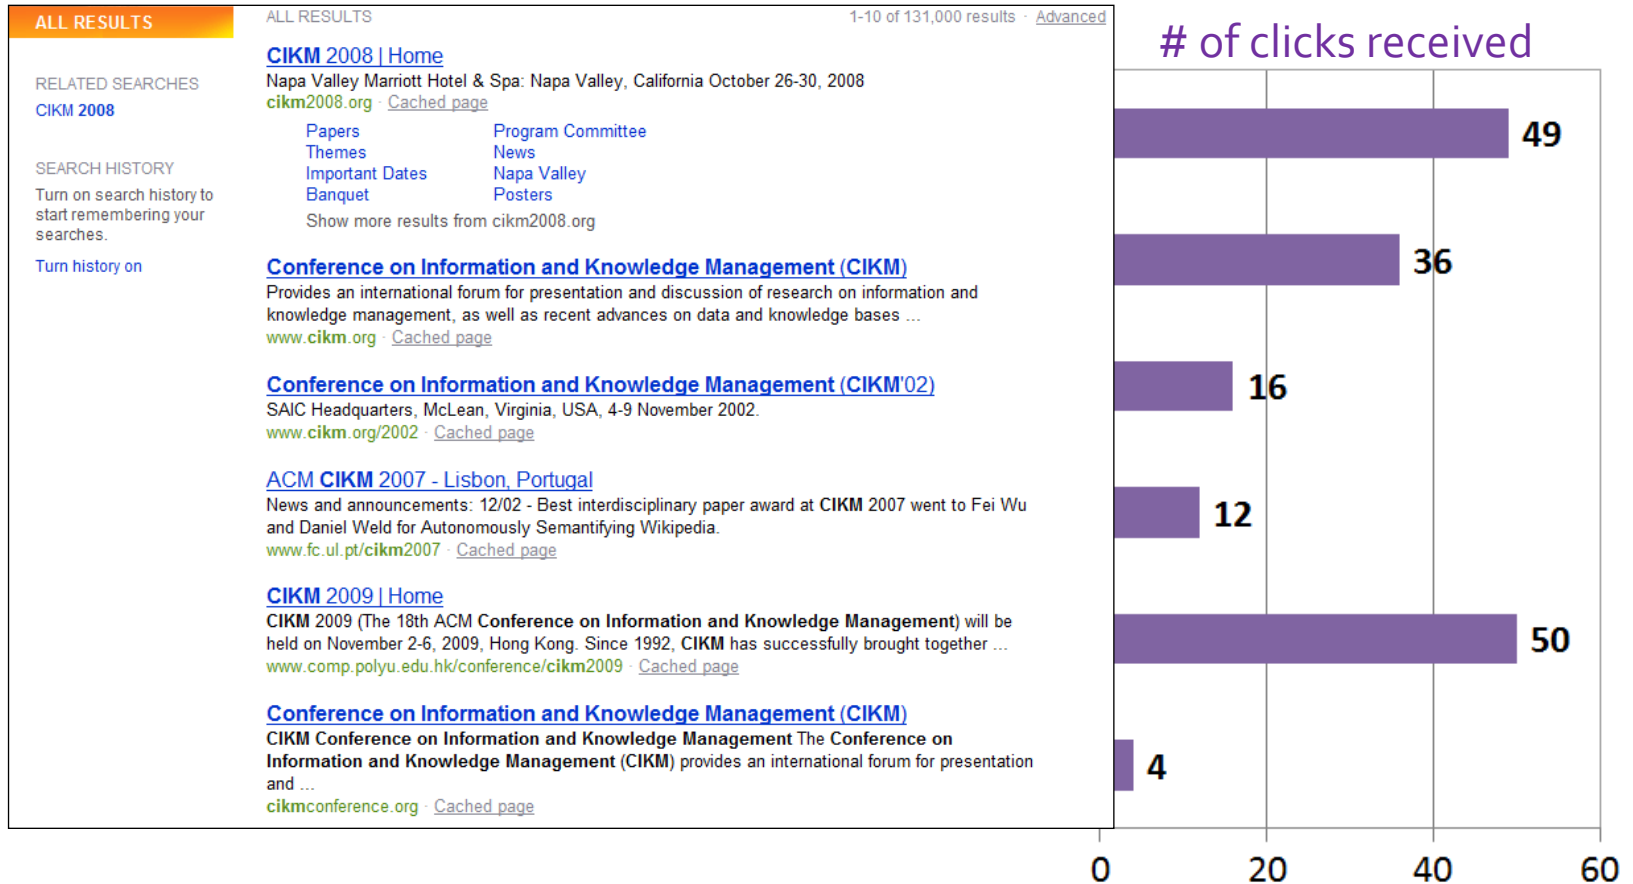 ALL RESULTS
RELATED SEARCHES
CIKM 2008
SEARCH HISTORY
Turn on search history to
start remembering your
searches.
Turn history on
ALL RESULTS
1-10 of 131,000 results · Advanced
CIKM 2008 | Home
Napa Valley Marriott Hotel & Spa: Napa Valley, California October 26-30, 2008
cikm2008.org · Cached page
Papers Program Committee
Themes News
Important Dates Napa Valley
Banquet Posters
Show more results from cikm2008.org
Conference on Information and Knowledge Management (CIKM)
Provides an international forum for presentation and discussion of research on information and
knowledge management, as well as recent advances on data and knowledge bases ...
www.cikm.org · Cached page
Conference on Information and Knowledge Management (CIKM'02)
SAIC Headquarters, McLean, Virginia, USA, 4-9 November 2002.
www.cikm.org/2002 · Cached page
ACM CIKM 2007 - Lisbon, Portugal
News and announcements: 12/02 - Best interdisciplinary paper award at CIKM 2007 went to Fei Wu
and Daniel Weld for Autonomously Semantifying Wikipedia.
www.fc.ul.pt/cikm2007 · Cached page
CIKM 2009 | Home
CIKM 2009 (The 18th ACM Conference on Information and Knowledge Management) will be
held on November 2-6, 2009, Hong Kong. Since 1992, CIKM has successfully brought together ...
www.comp.polyu.edu.hk/conference/cikm2009 · Cached page
Conference on Information and Knowledge Management (CIKM)
CIKM Conference on Information and Knowledge Management The Conference on
Information and Knowledge Management (CIKM) provides an international forum for presentation
and ...
cikmconference.org · Cached page
# of clicks received
49
36
16
12
50
4
0 20 40 60